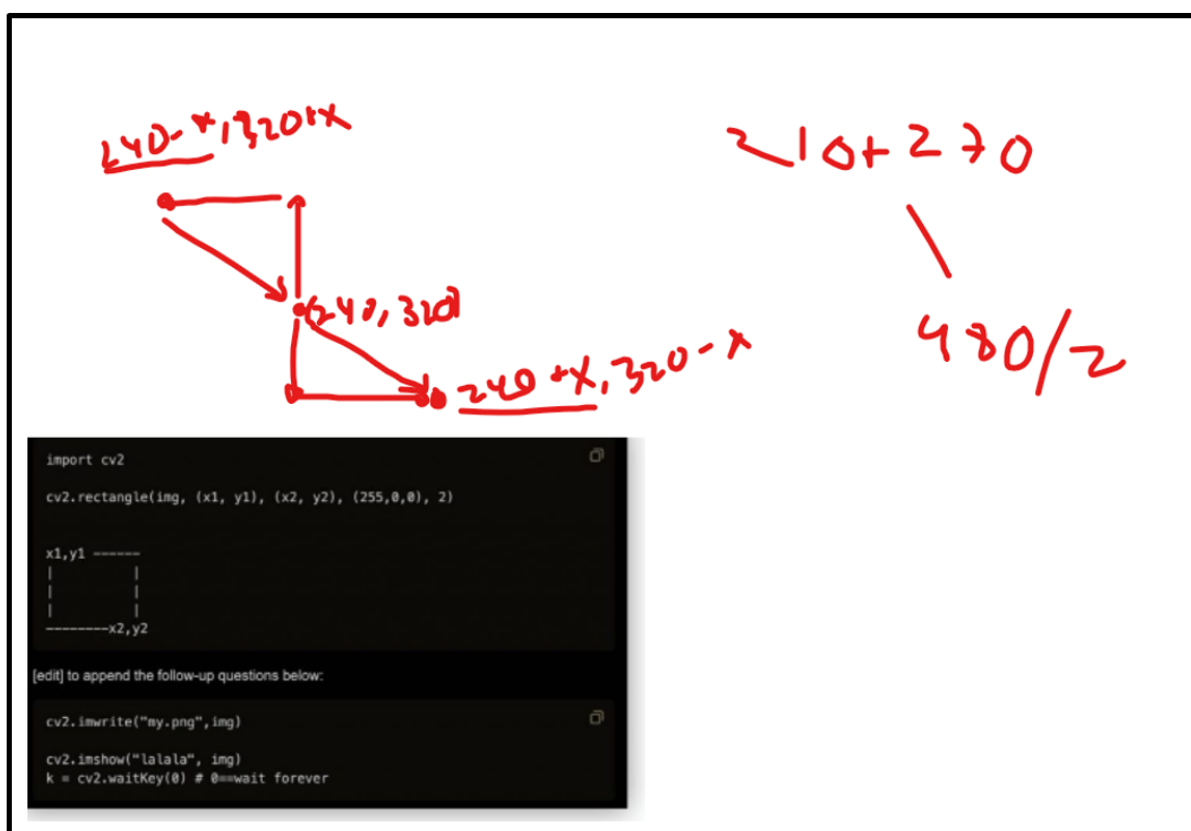 240-x, 320+x
210+270
(240, 320)
480/2
240+x, 320-x
import cv2
cv2.rectangle(img, (x1, y1), (x2, y2), (255,0,0), 2)
x1,y1 ------
|          |
|          |
|          |
--------x2,y2
[edit] to append the follow-up questions below:
cv2.imwrite("my.png",img)
cv2.imshow("lalala", img)
k = cv2.waitKey(0) # 0==wait forever